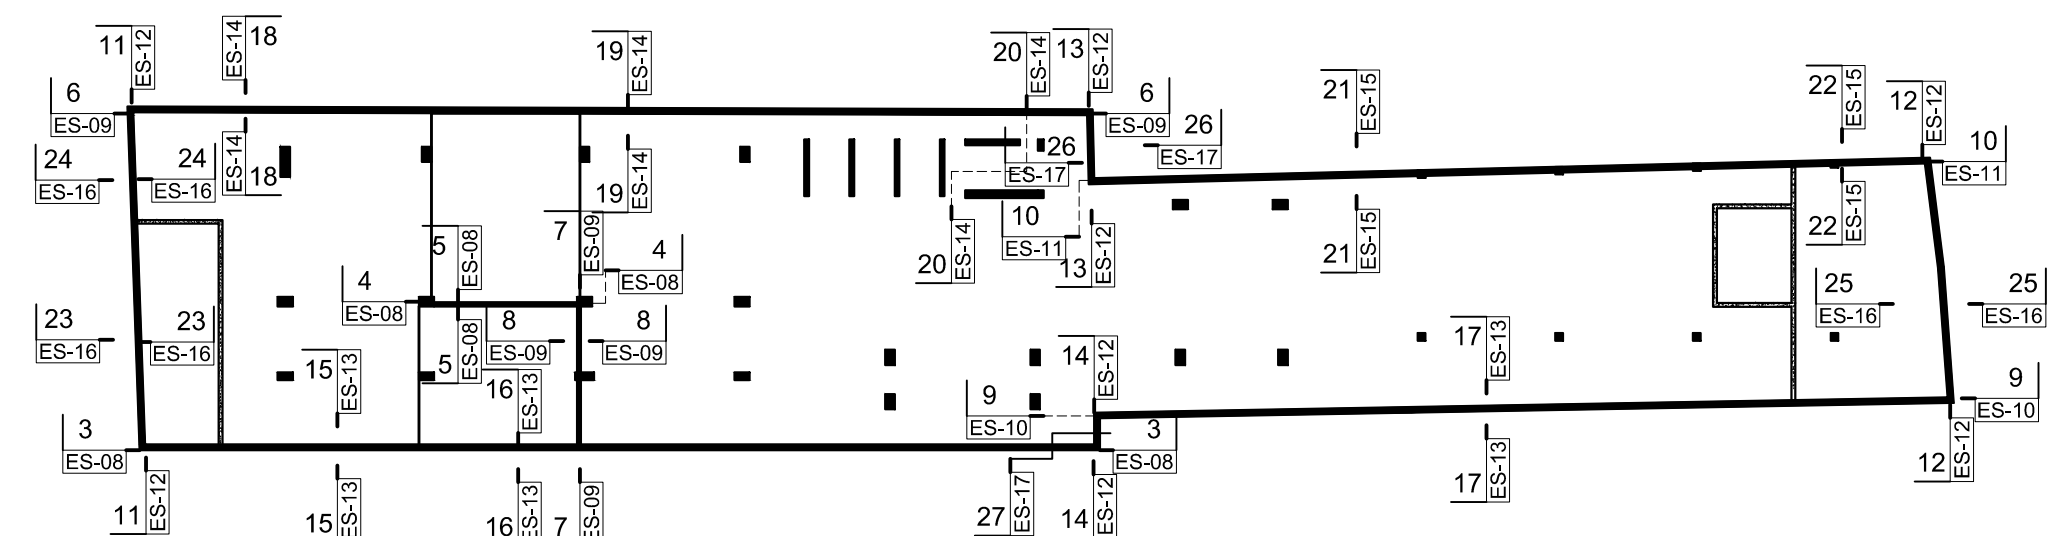 11
ES-12
ES-14
18
19
ES-14
20
ES-14
13
ES-12
21
ES-15
22
ES-15
12
ES-12
6
ES-09
6
ES-09
26
ES-17
10
ES-11
24
ES-16
24
ES-16
ES-14
18
19
ES-14
26
ES-17
10
ES-11
21
ES-15
22
ES-15
5
ES-08
7
ES-09
4
ES-08
4
ES-08
20
ES-14
13
ES-12
23
ES-16
23
ES-16
8
ES-09
8
ES-09
25
ES-16
25
ES-16
15
ES-13
5
ES-08
16
ES-13
14
ES-12
17
ES-13
9
ES-10
9
ES-10
3
ES-08
3
ES-08
11
ES-12
15
ES-13
16
ES-13
7
ES-09
27
ES-17
14
ES-12
17
ES-13
12
ES-12